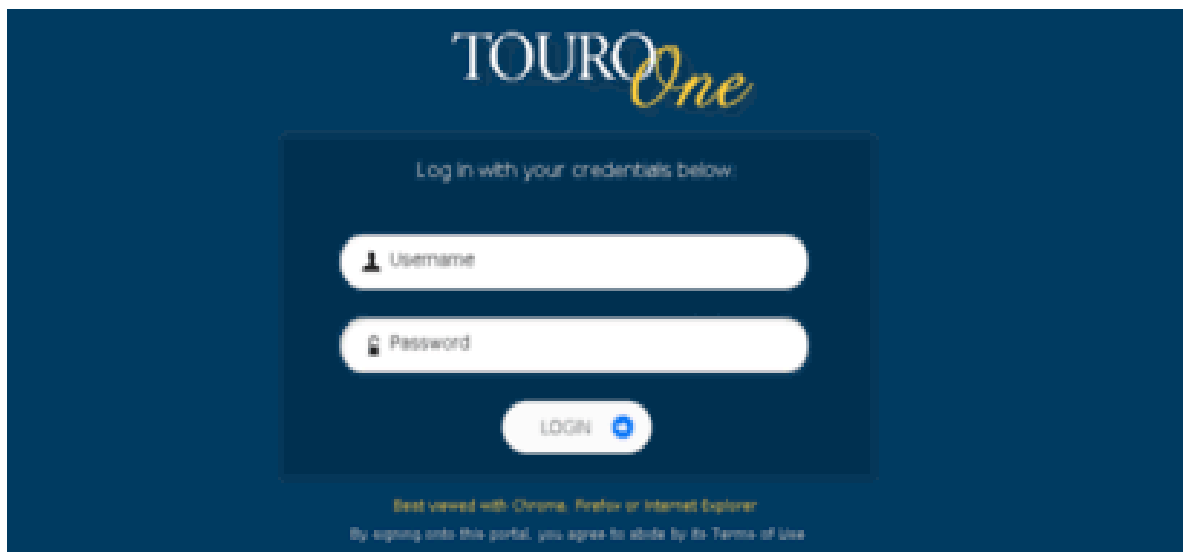 TOURO One
Log in with your credentials below:
Username
Password
LOGIN
Best viewed with Chrome, Firefox or Internet Explorer
By signing onto this portal, you agree to abide by its Terms of Use